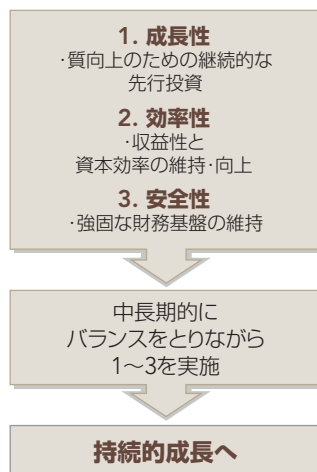 1. 成長性
･質向上のための継続的な
先行投資
2. 効率性
･収益性と
資本効率の維持･向上
3. 安全性
･強固な財務基盤の維持
中長期的に
バランスをとりながら
1〜3を実施
持続的成長へ